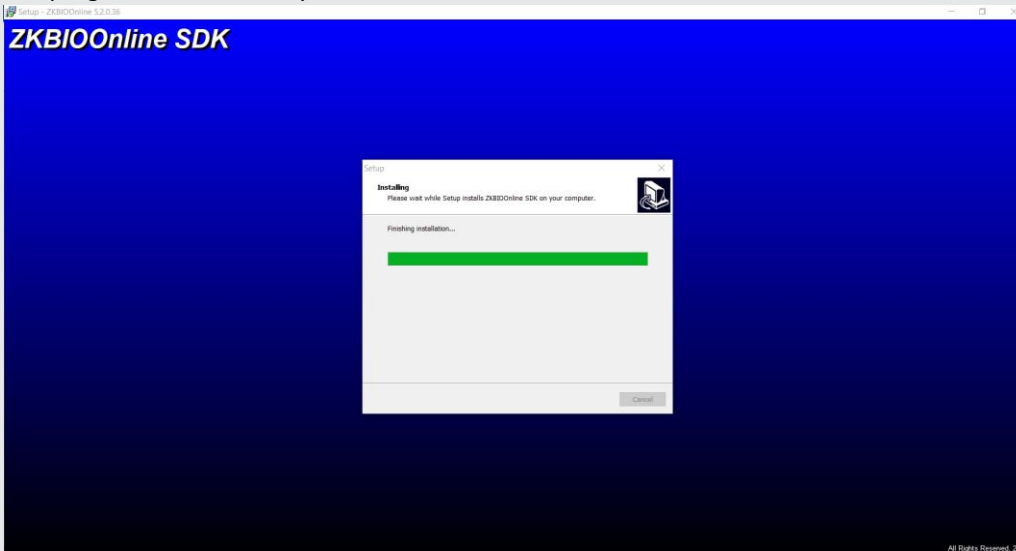 Setup - ZKBIOOnline 5.2.0.36
ZKBIOOnline SDK
Setup
Installing
Please wait while Setup installs ZKBIOOnline SDK on your computer.
Finishing installation...
Cancel
All Rights Reserved.